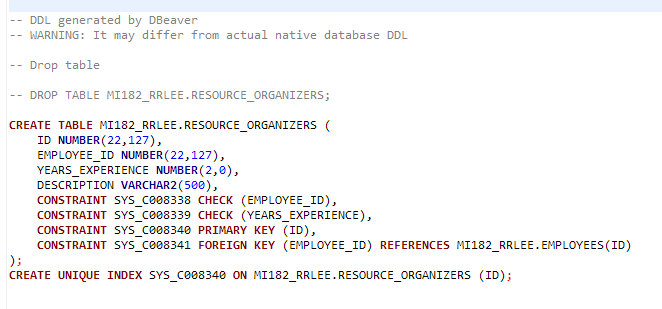 -- DDL generated by DBeaver
-- WARNING: It may differ from actual native database DDL
-- Drop table
-- DROP TABLE MI182_RRLEE.RESOURCE_ORGANIZERS;
CREATE TABLE MI182_RRLEE.RESOURCE_ORGANIZERS (
    ID NUMBER(22,127),
    EMPLOYEE_ID NUMBER(22,127),
    YEARS_EXPERIENCE NUMBER(2,0),
    DESCRIPTION VARCHAR2(500),
    CONSTRAINT SYS_C008338 CHECK (EMPLOYEE_ID),
    CONSTRAINT SYS_C008339 CHECK (YEARS_EXPERIENCE),
    CONSTRAINT SYS_C008340 PRIMARY KEY (ID),
    CONSTRAINT SYS_C008341 FOREIGN KEY (EMPLOYEE_ID) REFERENCES MI182_RRLEE.EMPLOYEES(ID)
);
CREATE UNIQUE INDEX SYS_C008340 ON MI182_RRLEE.RESOURCE_ORGANIZERS (ID);